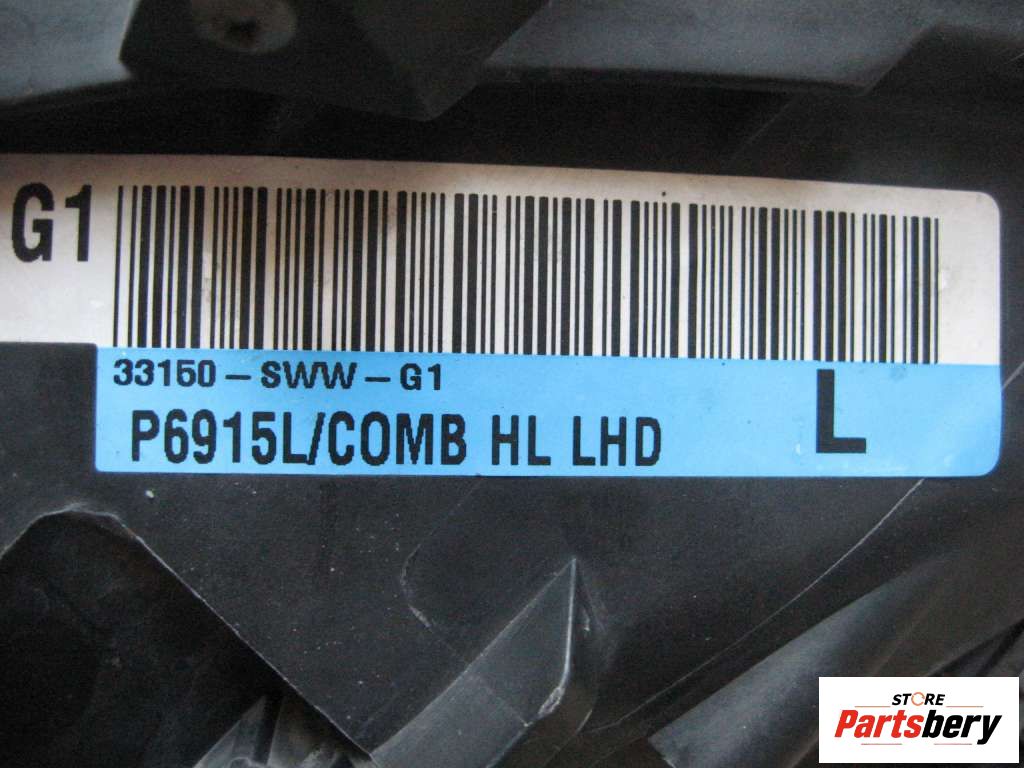 G1
33150-SWW-G1
P6915L/COMB HL LHD
L
STORE
Partsbery